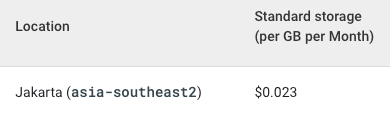 Location
Standard storage
(per GB per Month)
Jakarta (asia-southeast2)
$0.023